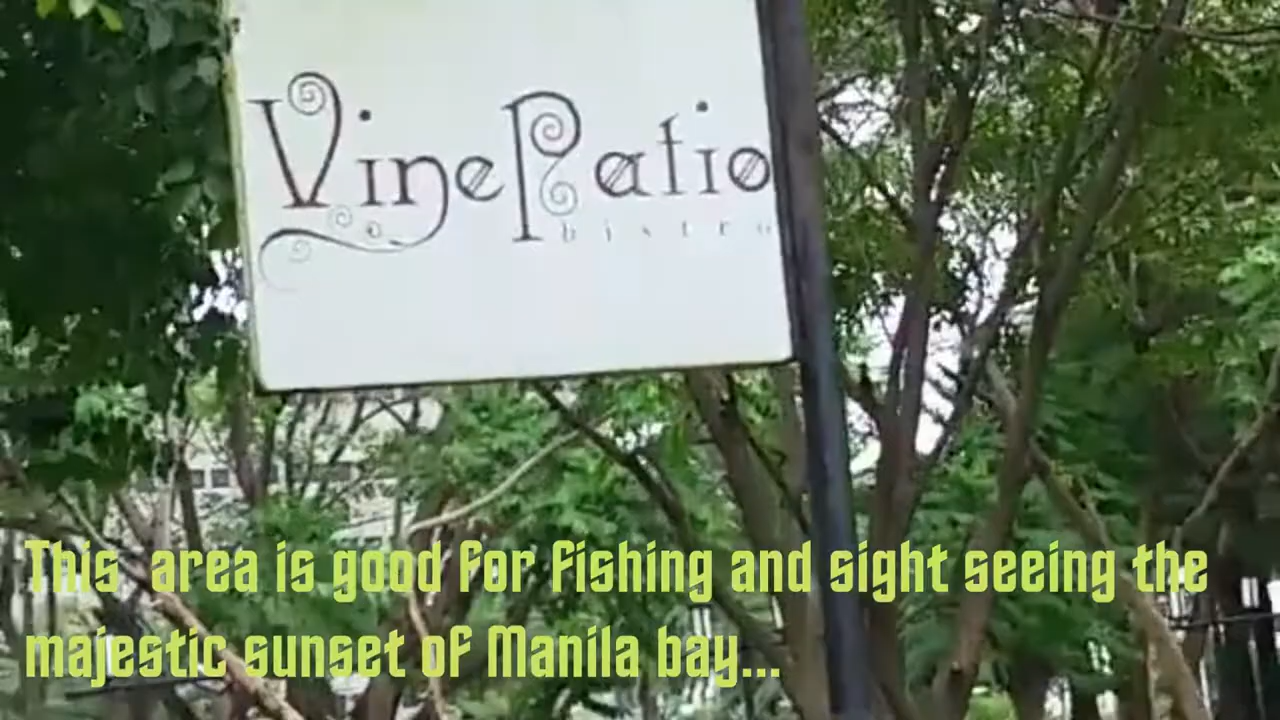 VinePatio
bistro
This area is good for fishing and sight seeing the
majestic sunset of Manila bay...